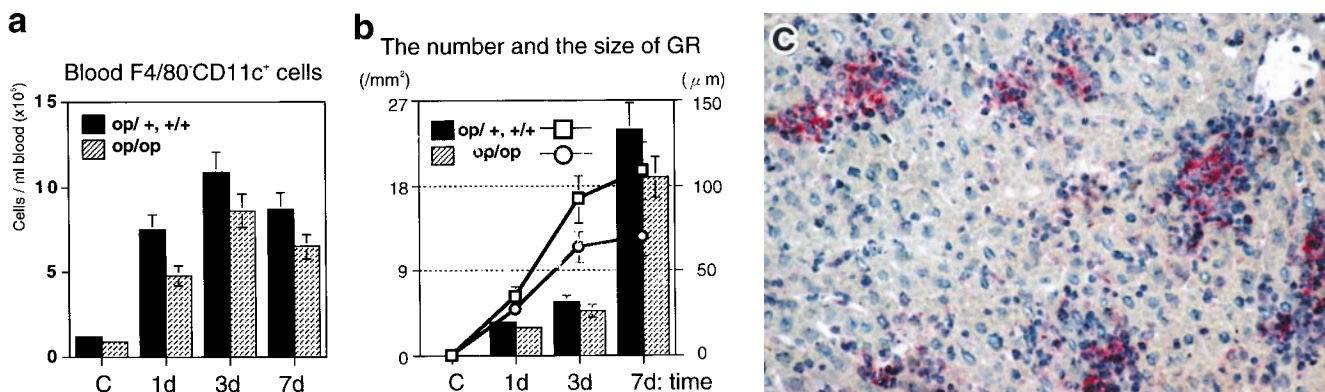 a
Blood F4/80⁻CD11c⁺ cells
Cells / ml blood (x10⁵)
15
10
5
0
op/ +, +/+
op/op
C 1d 3d 7d
b
The number and the size of GR
(/mm²)
(μm)
27
18
9
0
150
100
50
0
op/ +, +/+
op/op
C 1d 3d 7d: time
C